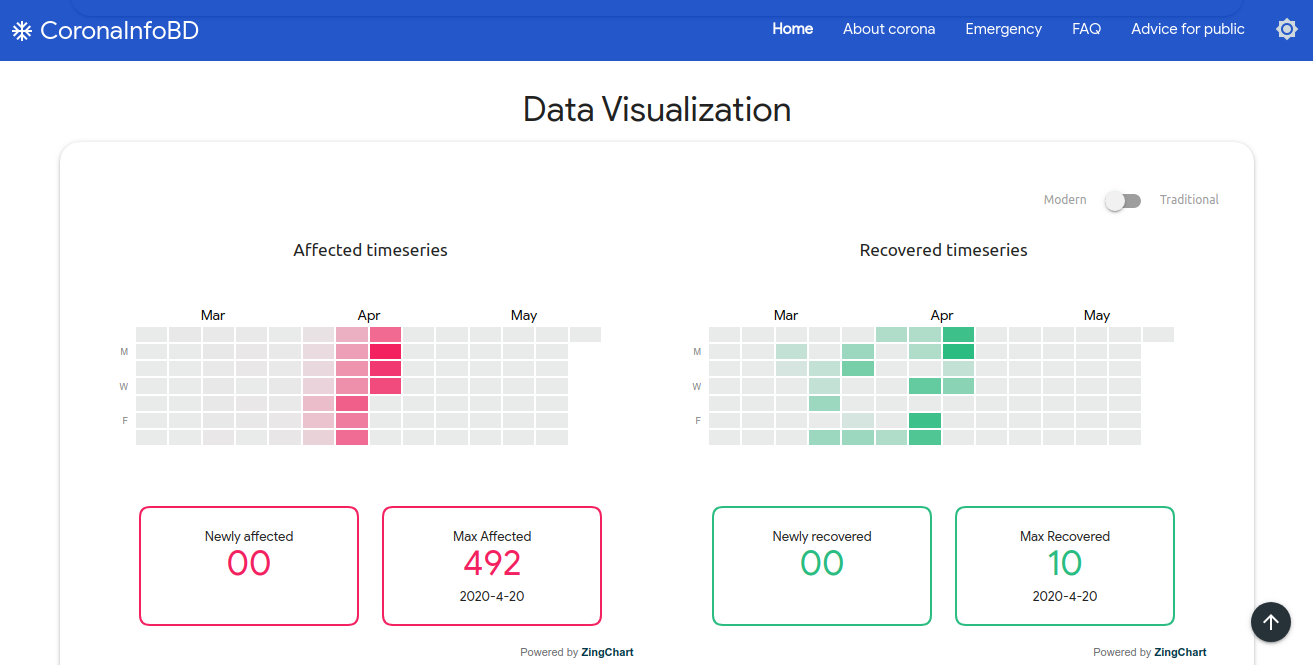 CoronaInfoBD
Home About corona Emergency FAQ Advice for public
Data Visualization
Modern Traditional
Affected timeseries
Mar Apr May
M
W
F
Newly affected
00
Max Affected
492
2020-4-20
Powered by ZingChart
Recovered timeseries
Mar Apr May
M
W
F
Newly recovered
00
Max Recovered
10
2020-4-20
Powered by ZingChart